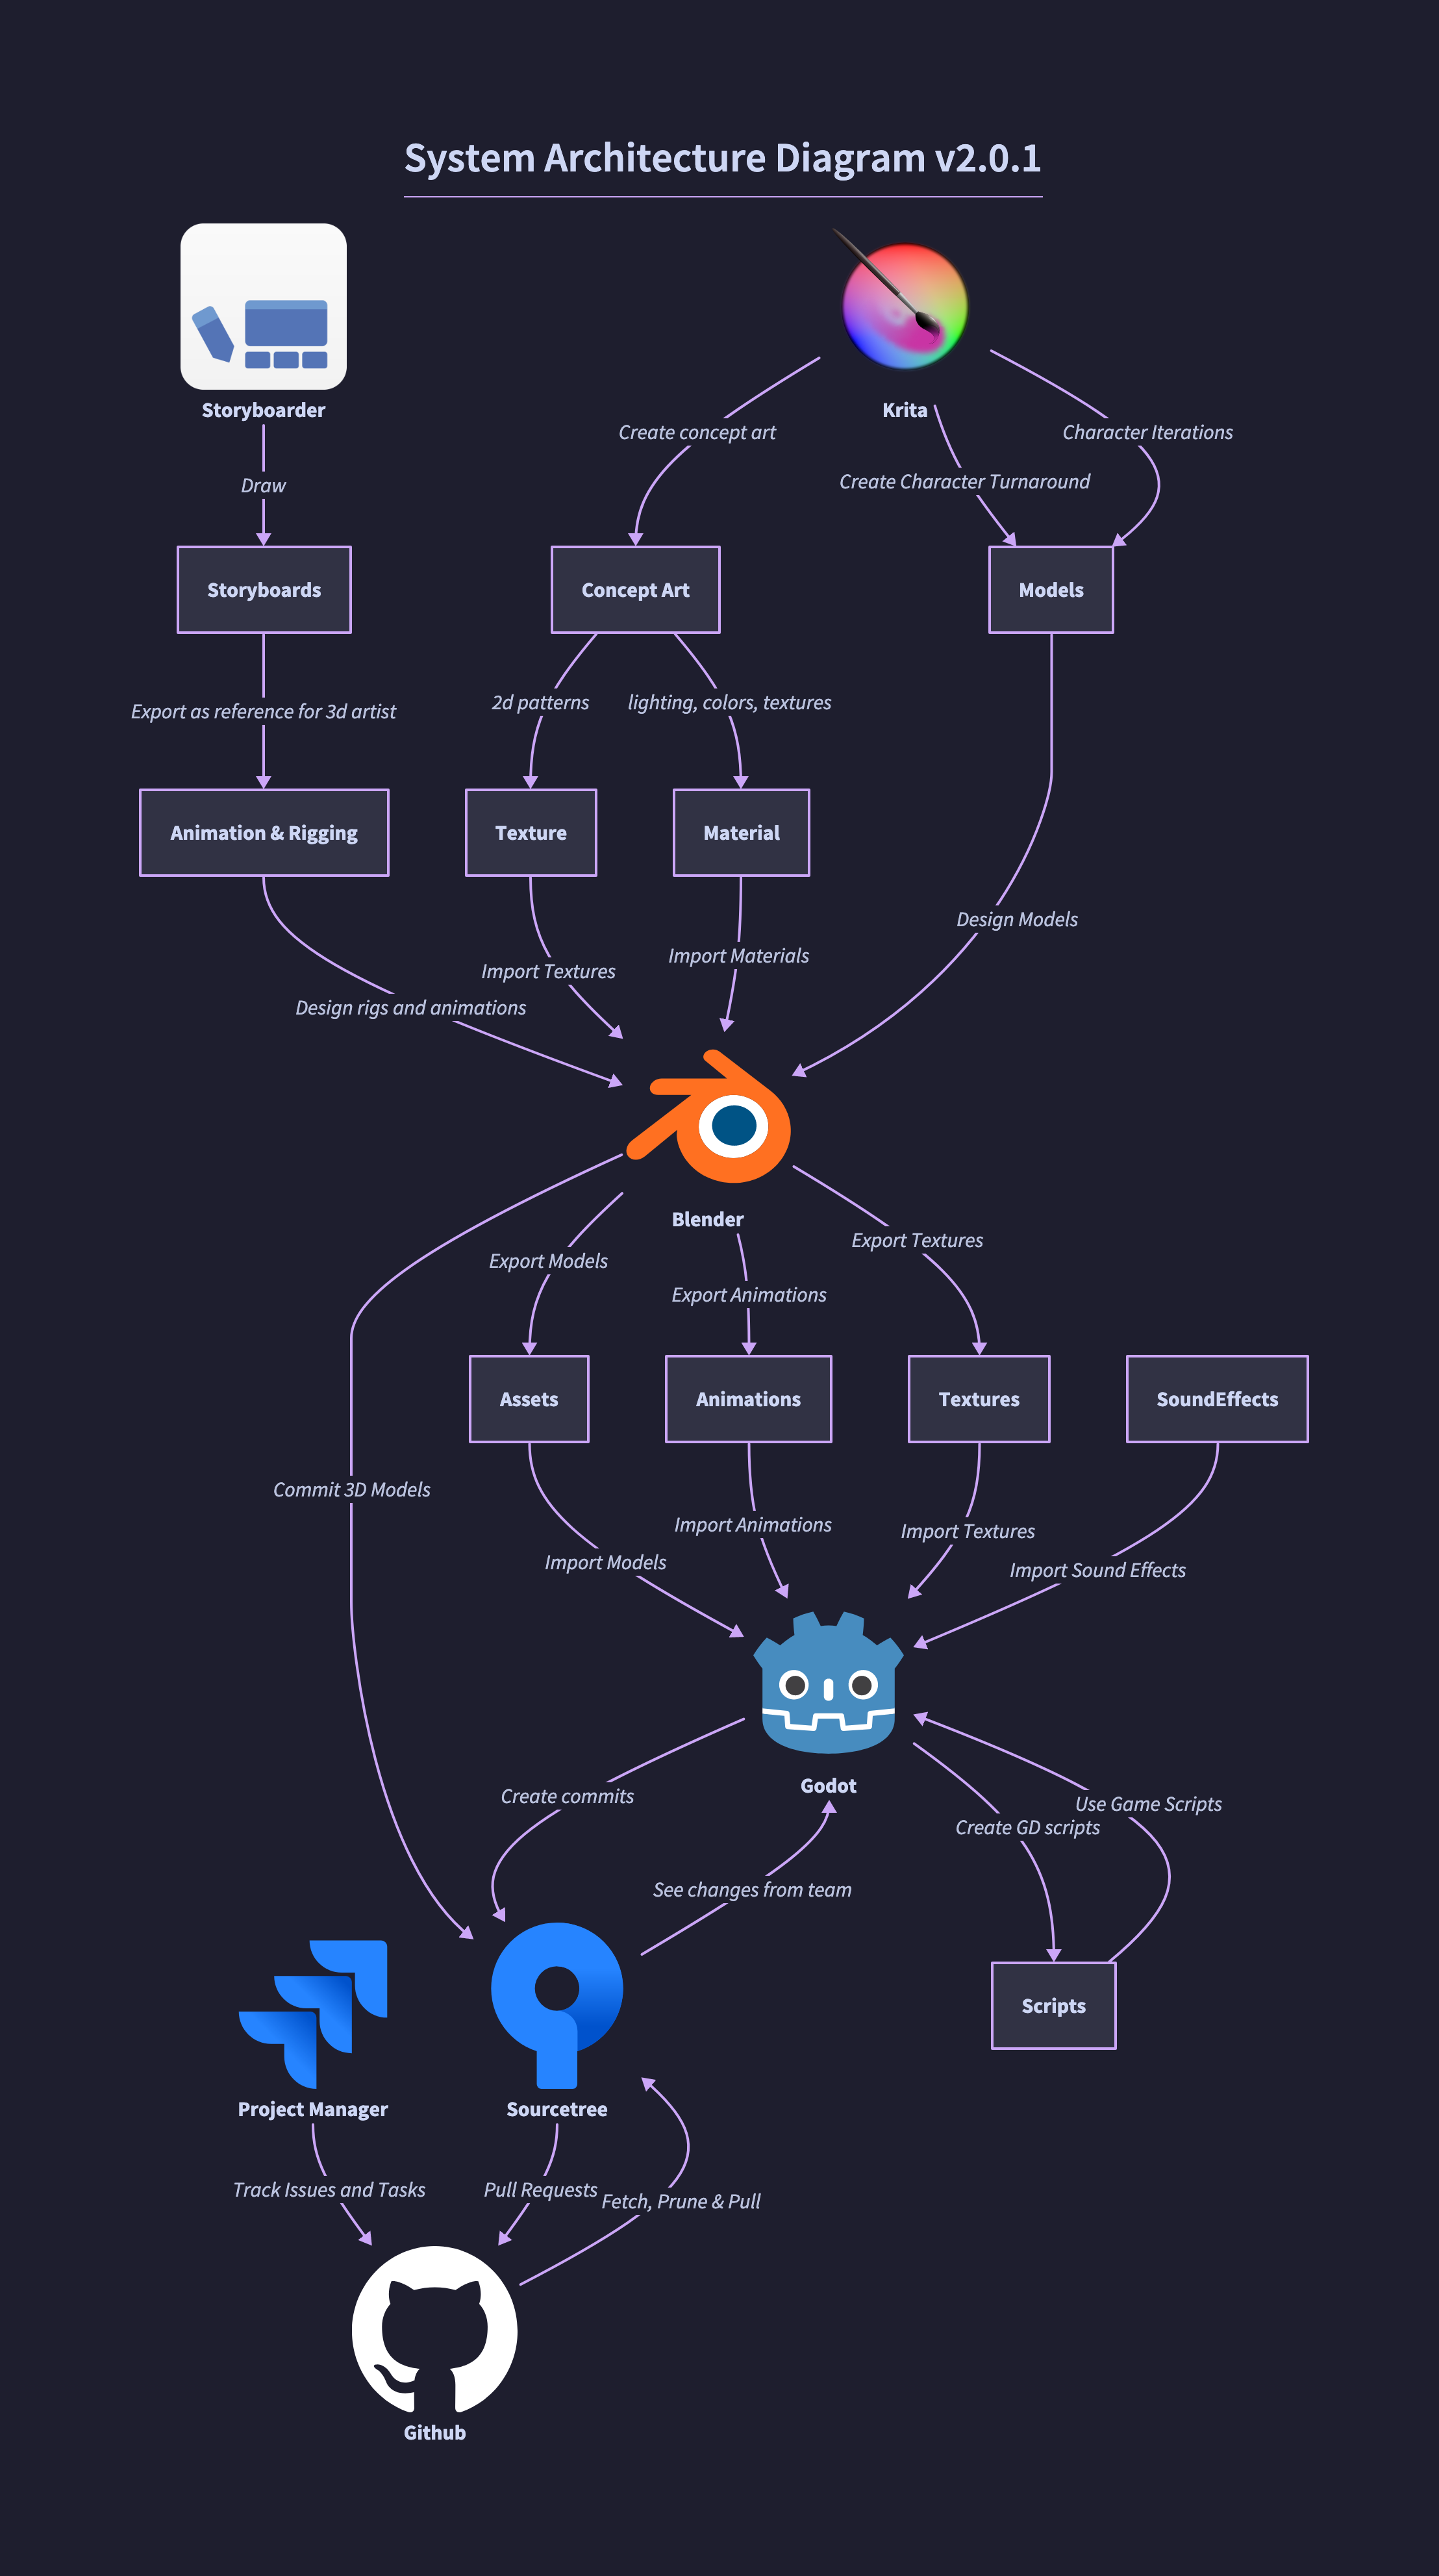 System Architecture Diagram v2.0.1
Storyboarder
Krita
Create concept art
Character Iterations
Draw
Create Character Turnaround
Storyboards
Concept Art
Models
Export as reference for 3d artist
2d patterns
lighting, colors, textures
Animation & Rigging
Texture
Material
Design Models
Import Materials
Import Textures
Design rigs and animations
Blender
Export Textures
Export Models
Export Animations
Assets
Animations
Textures
SoundEffects
Commit 3D Models
Import Animations
Import Textures
Import Models
Import Sound Effects
Godot
Create commits
Use Game Scripts
Create GD scripts
See changes from team
Scripts
Project Manager
Sourcetree
Track Issues and Tasks
Pull Requests
Fetch, Prune & Pull
Github